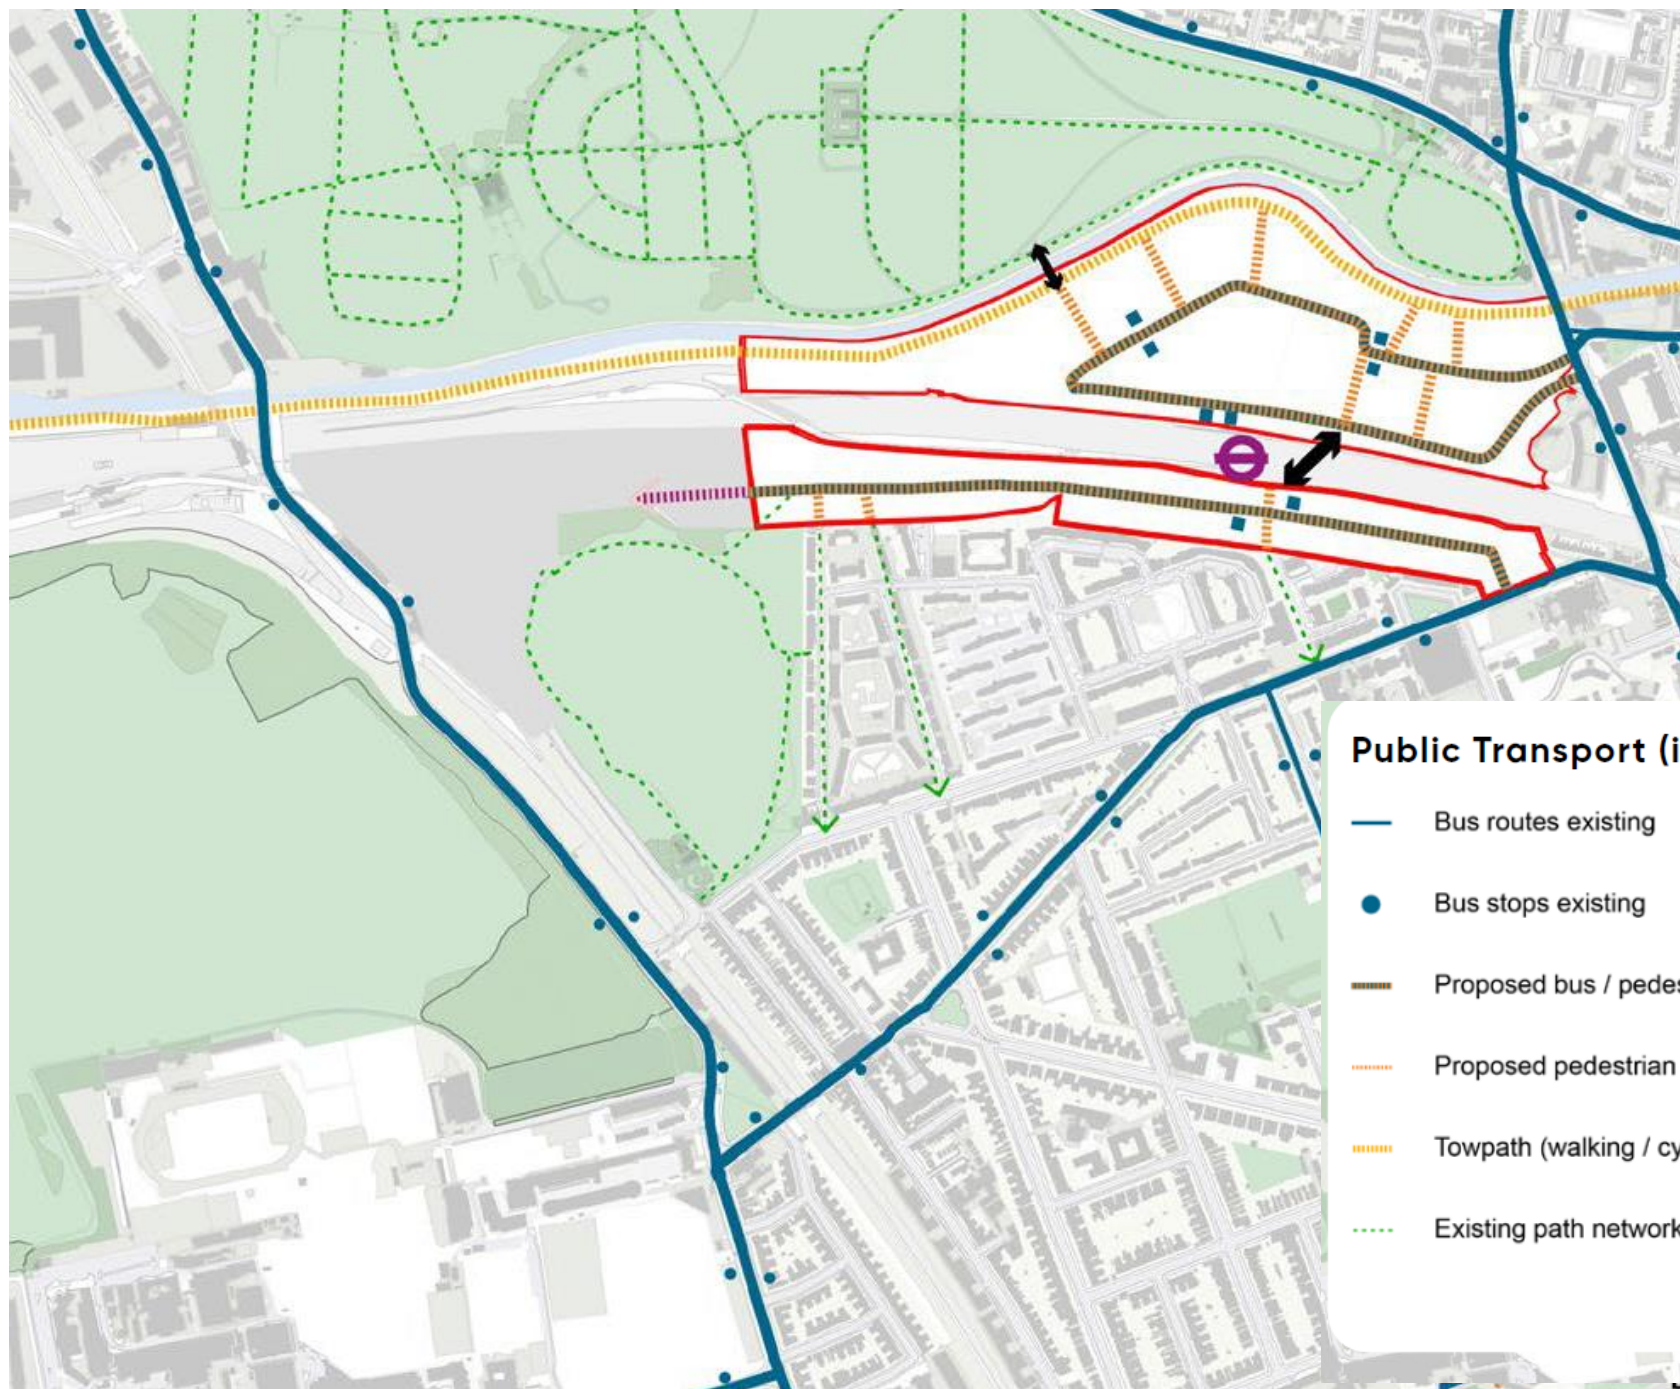 Public Transport (i
Bus routes existing
Bus stops existing
Proposed bus / pedes
Proposed pedestrian
Towpath (walking / cy
Existing path network